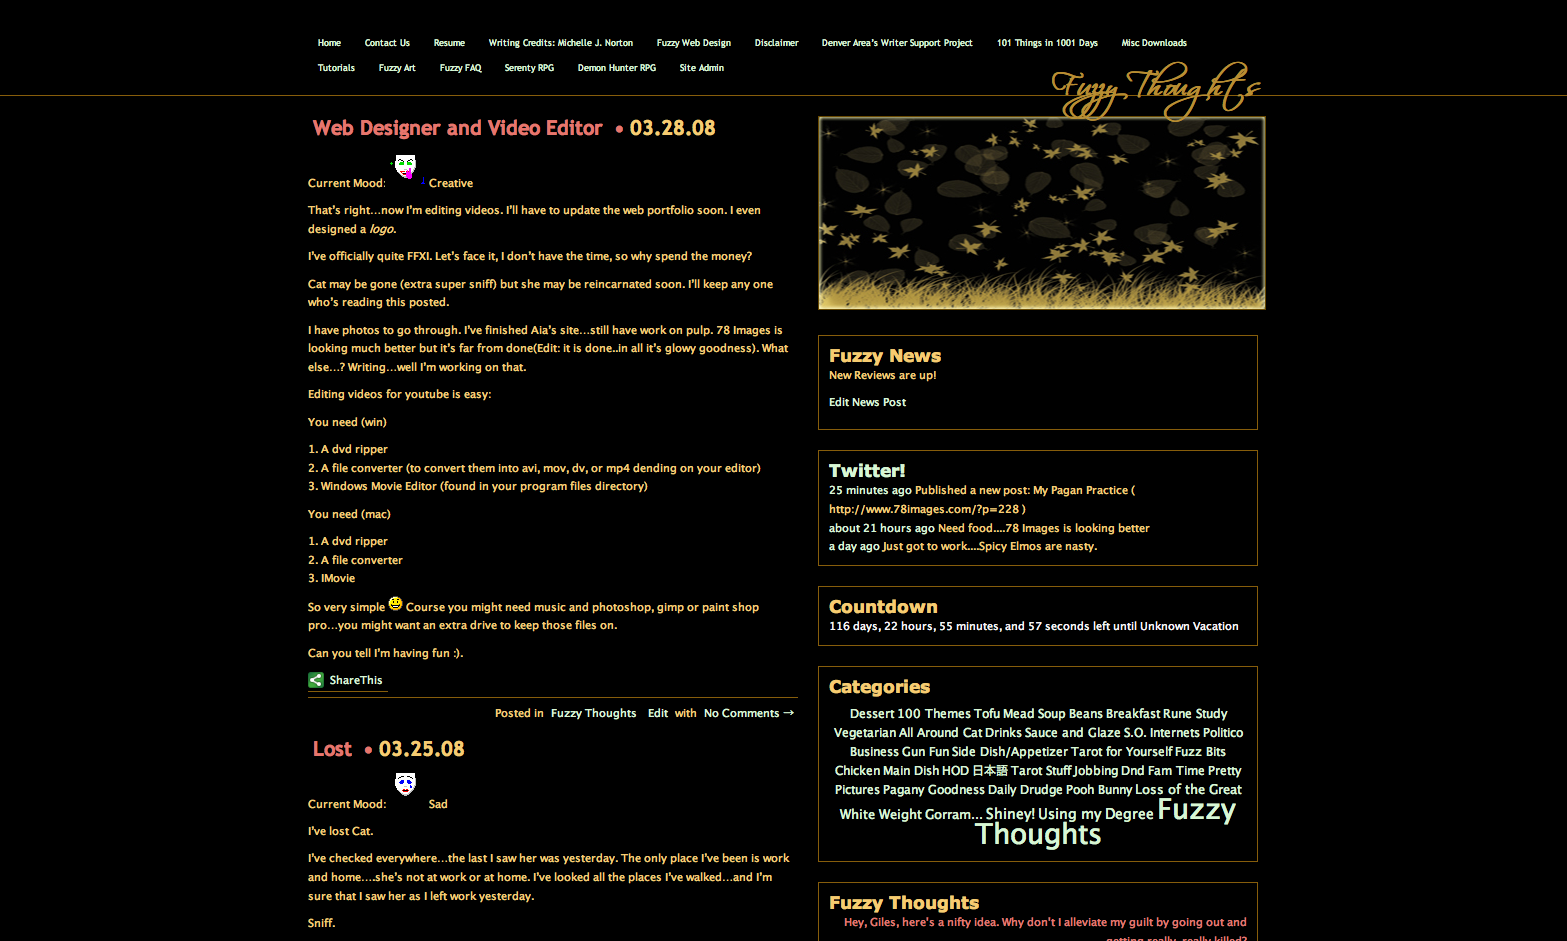 Home Contact Us Resume Writing Credits: Michelle J. Norton Fuzzy Web Design Disclaimer Denver Area's Writer Support Project 101 Things in 1001 Days Misc Downloads
Tutorials Fuzzy Art Fuzzy FAQ Serenty RPG Demon Hunter RPG Site Admin
Fuzzy Thoughts
Web Designer and Video Editor • 03.28.08
Current Mood: Creative
That's right…now I'm editing videos. I'll have to update the web portfolio soon. I even
designed a logo.
I've officially quite FFXI. Let's face it, I don't have the time, so why spend the money?
Cat may be gone (extra super sniff) but she may be reincarnated soon. I'll keep any one
who's reading this posted.
I have photos to go through. I've finished Aia's site…still have work on pulp. 78 Images is
looking much better but it's far from done(Edit: it is done..in all it's glowy goodness). What
else…? Writing…well I'm working on that.
Editing videos for youtube is easy:
You need (win)
1. A dvd ripper
2. A file converter (to convert them into avi, mov, dv, or mp4 dending on your editor)
3. Windows Movie Editor (found in your program files directory)
You need (mac)
1. A dvd ripper
2. A file converter
3. IMovie
So very simple Course you might need music and photoshop, gimp or paint shop
pro…you might want an extra drive to keep those files on.
Can you tell I'm having fun :).
ShareThis
Posted in Fuzzy Thoughts Edit with No Comments →
Lost • 03.25.08
Current Mood: Sad
I've lost Cat.
I've checked everywhere…the last I saw her was yesterday. The only place I've been is work
and home….she's not at work or at home. I've looked all the places I've walked…and I'm
sure that I saw her as I left work yesterday.
Sniff.
Fuzzy News
New Reviews are up!
Edit News Post
Twitter!
25 minutes ago Published a new post: My Pagan Practice (
http://www.78images.com/?p=228 )
about 21 hours ago Need food....78 Images is looking better
a day ago Just got to work....Spicy Elmos are nasty.
Countdown
116 days, 22 hours, 55 minutes, and 57 seconds left until Unknown Vacation
Categories
Dessert 100 Themes Tofu Mead Soup Beans Breakfast Rune Study
Vegetarian All Around Cat Drinks Sauce and Glaze S.O. Internets Politico
Business Gun Fun Side Dish/Appetizer Tarot for Yourself Fuzz Bits
Chicken Main Dish HOD 日本語 Tarot Stuff Jobbing Dnd Fam Time Pretty
Pictures Pagany Goodness Daily Drudge Pooh Bunny Loss of the Great
White Weight Gorram... Shiney! Using my Degree Fuzzy
Thoughts
Fuzzy Thoughts
Hey, Giles, here's a nifty idea. Why don't I alleviate my guilt by going out and
getting really, really killed?